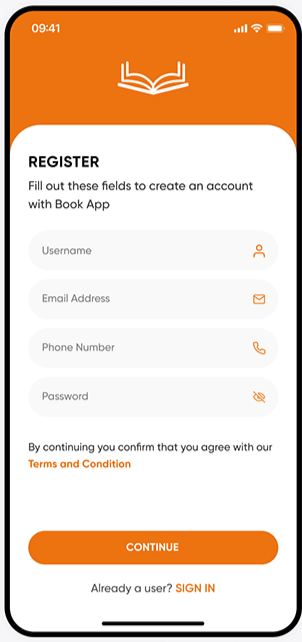 09:41
REGISTER
Fill out these fields to create an account
with Book App
Username
Email Address
Phone Number
Password
By continuing you confirm that you agree with our
Terms and Condition
CONTINUE
Already a user? SIGN IN